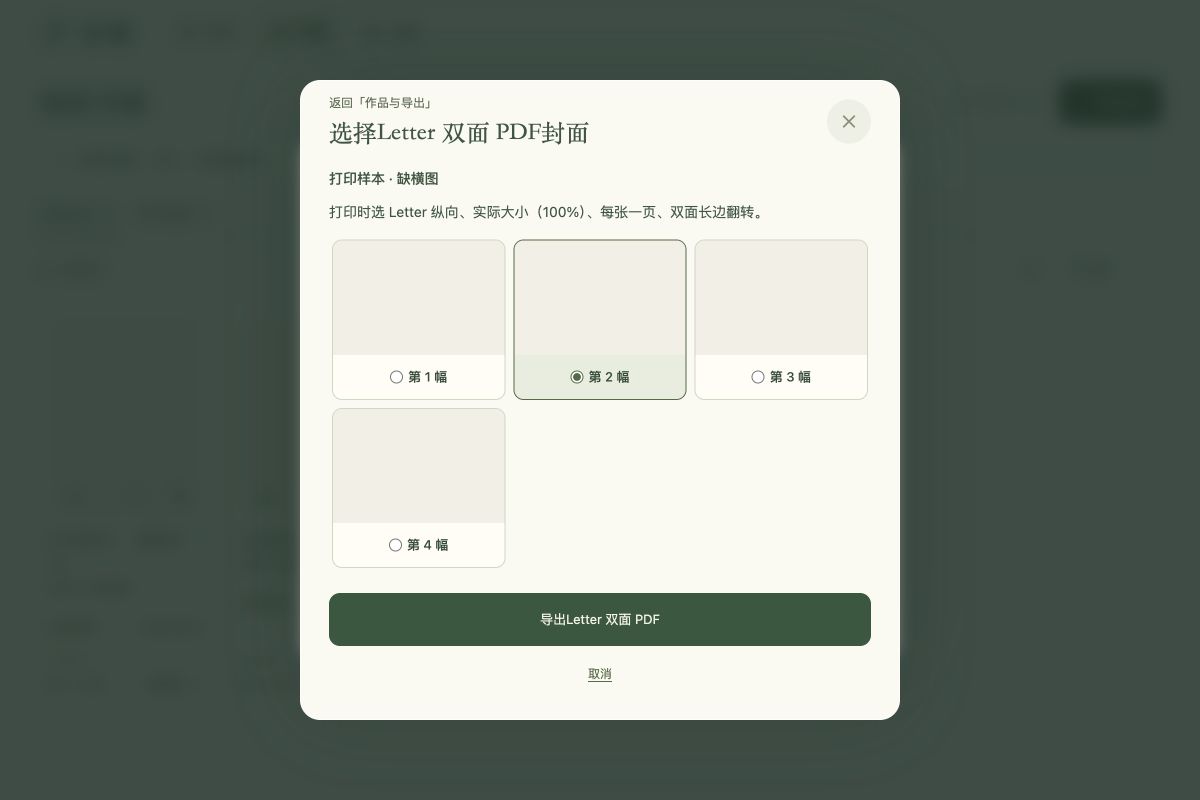 返回「作品与导出」
选择Letter 双面 PDF封面
打印样本 · 缺横图
打印时选 Letter 纵向、实际大小（100%）、每张一页、双面长边翻转。
第 1 幅
第 2 幅
第 3 幅
第 4 幅
导出Letter 双面 PDF
取消